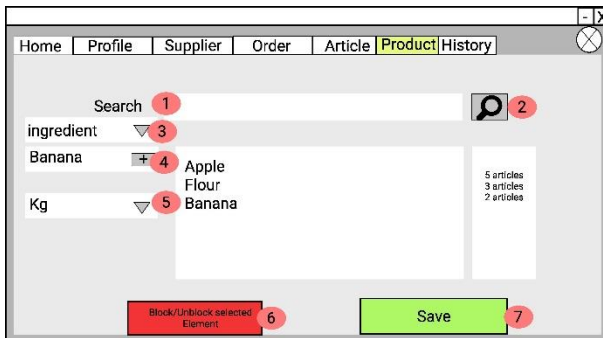 - X
Home Profile Supplier Order Article Product History
Search 1 2
ingredient 3
Banana + 4
Kg 5
Apple
Flour
Banana
5 articles
3 articles
2 articles
Block/Unblock selected
Element 6
Save 7